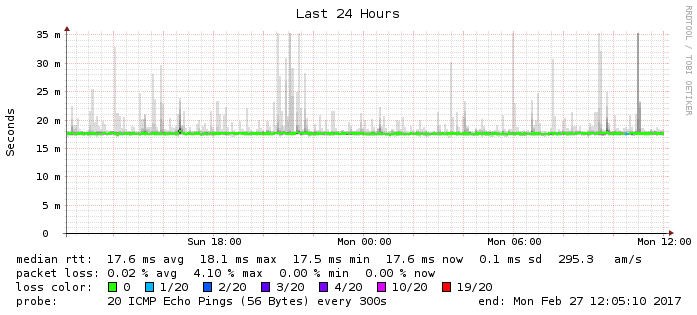 Last 24 Hours
RRDTOOL / TOBI OETIKER
Seconds
35 m
30 m
25 m
20 m
15 m
10 m
5 m
0
Sun 18:00 Mon 00:00 Mon 06:00 Mon 12:00
median rtt: 17.6 ms avg 18.1 ms max 17.5 ms min 17.6 ms now 0.1 ms sd 295.3 am/s
packet loss: 0.02 % avg 4.10 % max 0.00 % min 0.00 % now
loss color: 0 1/20 2/20 3/20 4/20 10/20 19/20
probe: 20 ICMP Echo Pings (56 Bytes) every 300s end: Mon Feb 27 12:05:10 2017